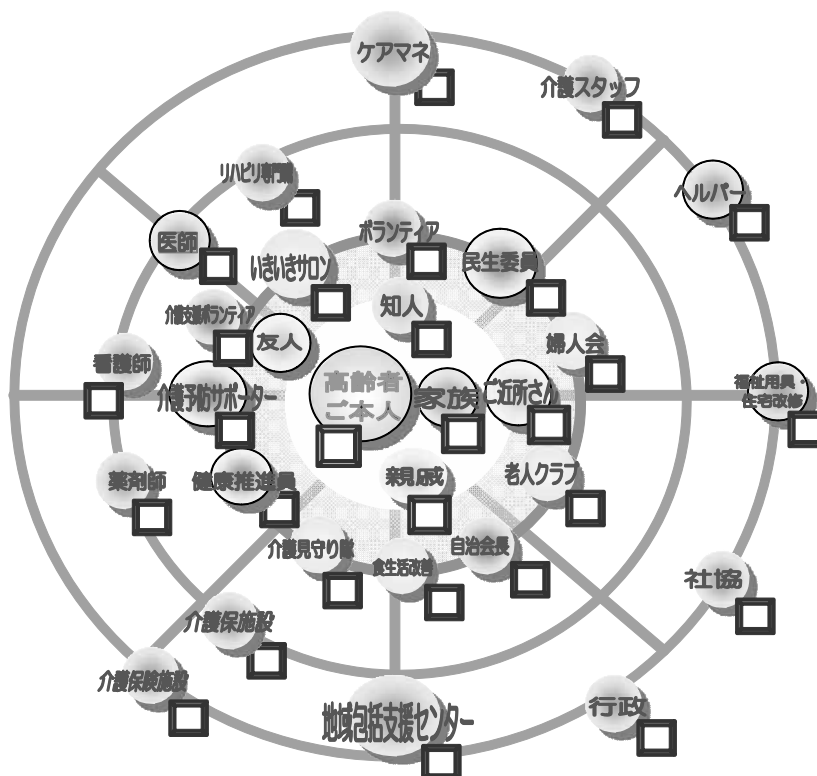 ケアマネ
介護スタッフ
リハビリ専門職
ヘルパー
医師
ボランティア
民生委員
いきいきサロン
知人
介護支援ボランティア
友人
婦人会
看護師
高齢者
ご本人
家族
ご近所さん
福祉用具・
住宅改修
介護予防サポーター
薬剤師
健康推進員
親戚
老人クラブ
介護見守り隊
食生活改善
自治会長
社協
介護保施設
介護保険施設
地域包括支援センター
行政